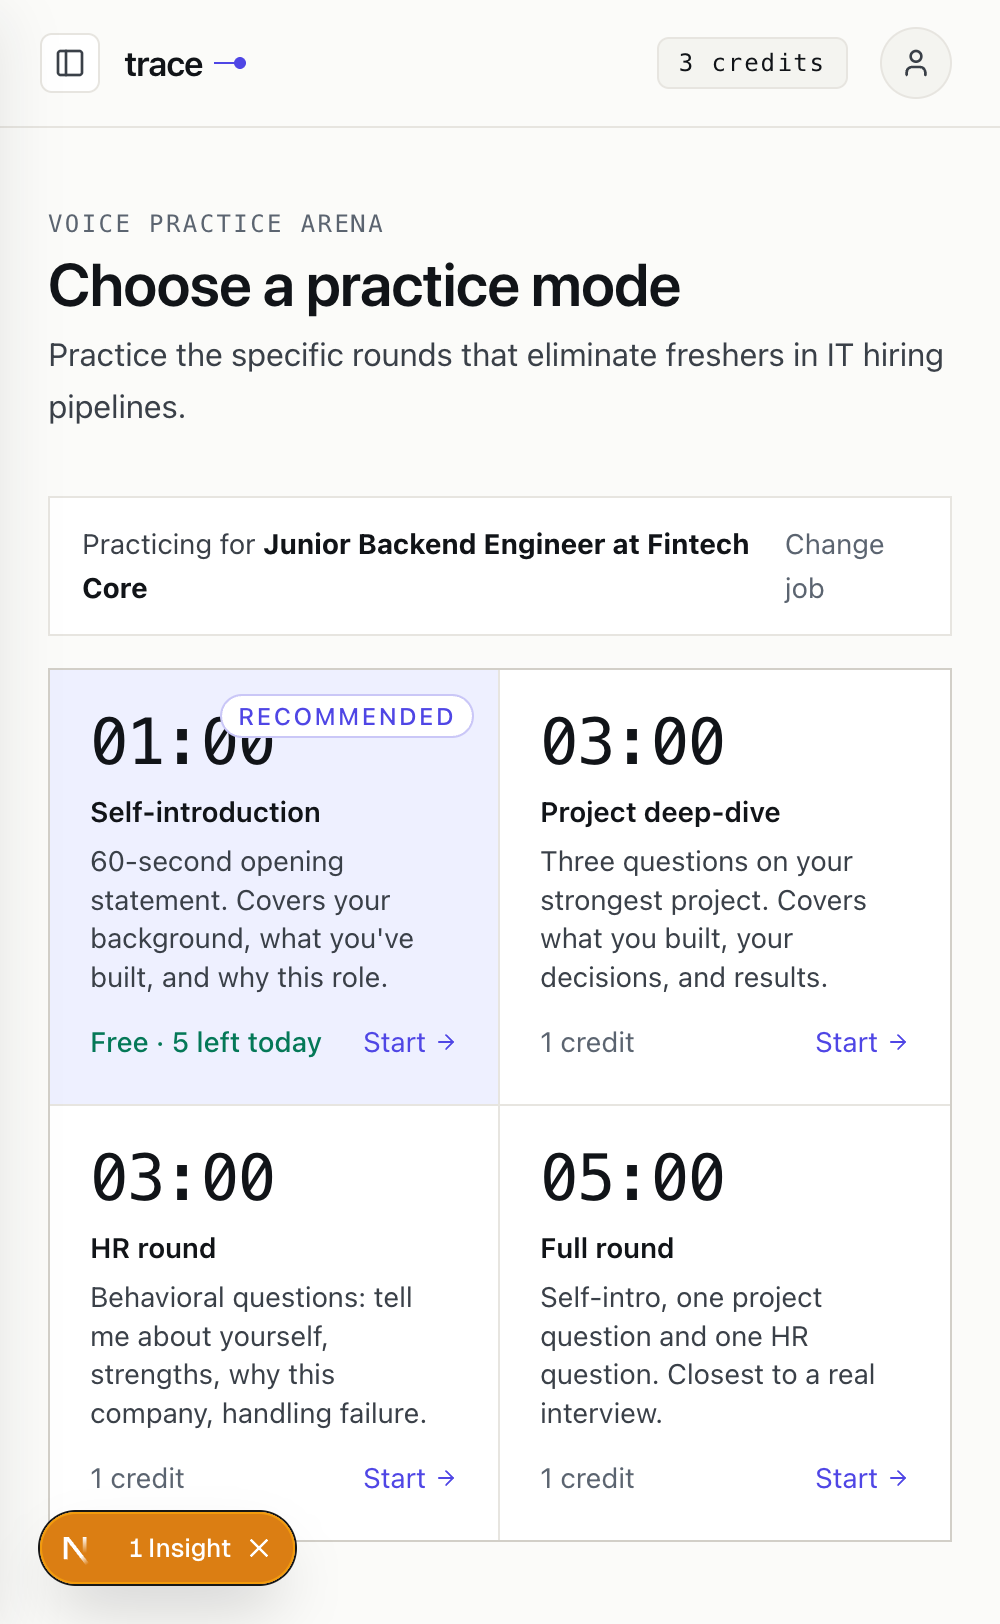 trace
3 credits
VOICE PRACTICE ARENA
Choose a practice mode
Practice the specific rounds that eliminate freshers in IT hiring
pipelines.
Practicing for Junior Backend Engineer at Fintech
Core
Change
job
RECOMMENDED
01:00
Self-introduction
60-second opening
statement. Covers your
background, what you've
built, and why this role.
Free · 5 left today
Start →
03:00
Project deep-dive
Three questions on your
strongest project. Covers
what you built, your
decisions, and results.
1 credit
Start →
03:00
HR round
Behavioral questions: tell
me about yourself,
strengths, why this
company, handling failure.
1 credit
Start →
05:00
Full round
Self-intro, one project
question and one HR
question. Closest to a real
interview.
1 credit
Start →
N
1 Insight